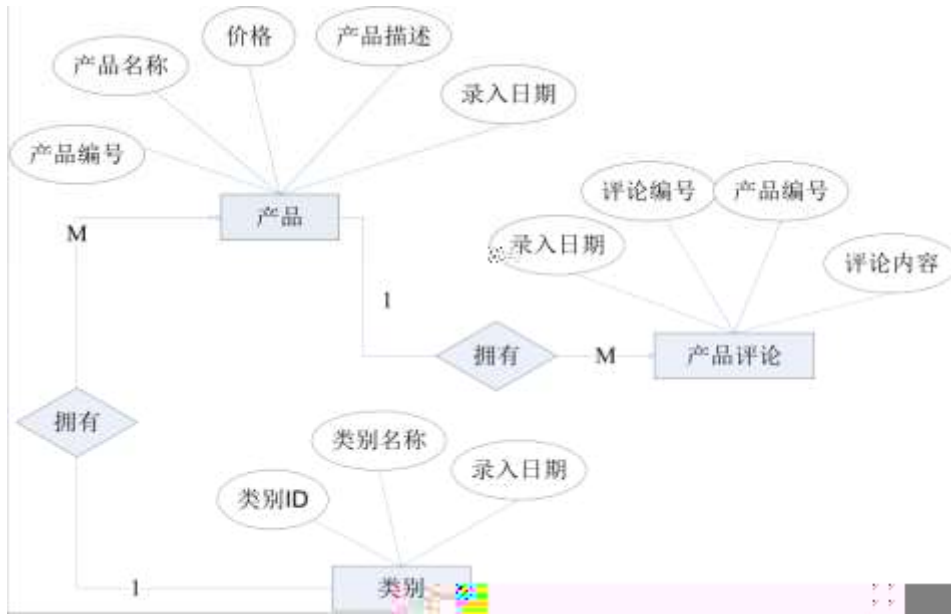 价格
产品描述
产品名称
录入日期
产品编号
评论编号
产品编号
产品
M
录入日期
评论内容
1
拥有
M
产品评论
拥有
类别名称
录入日期
类别ID
类别
1